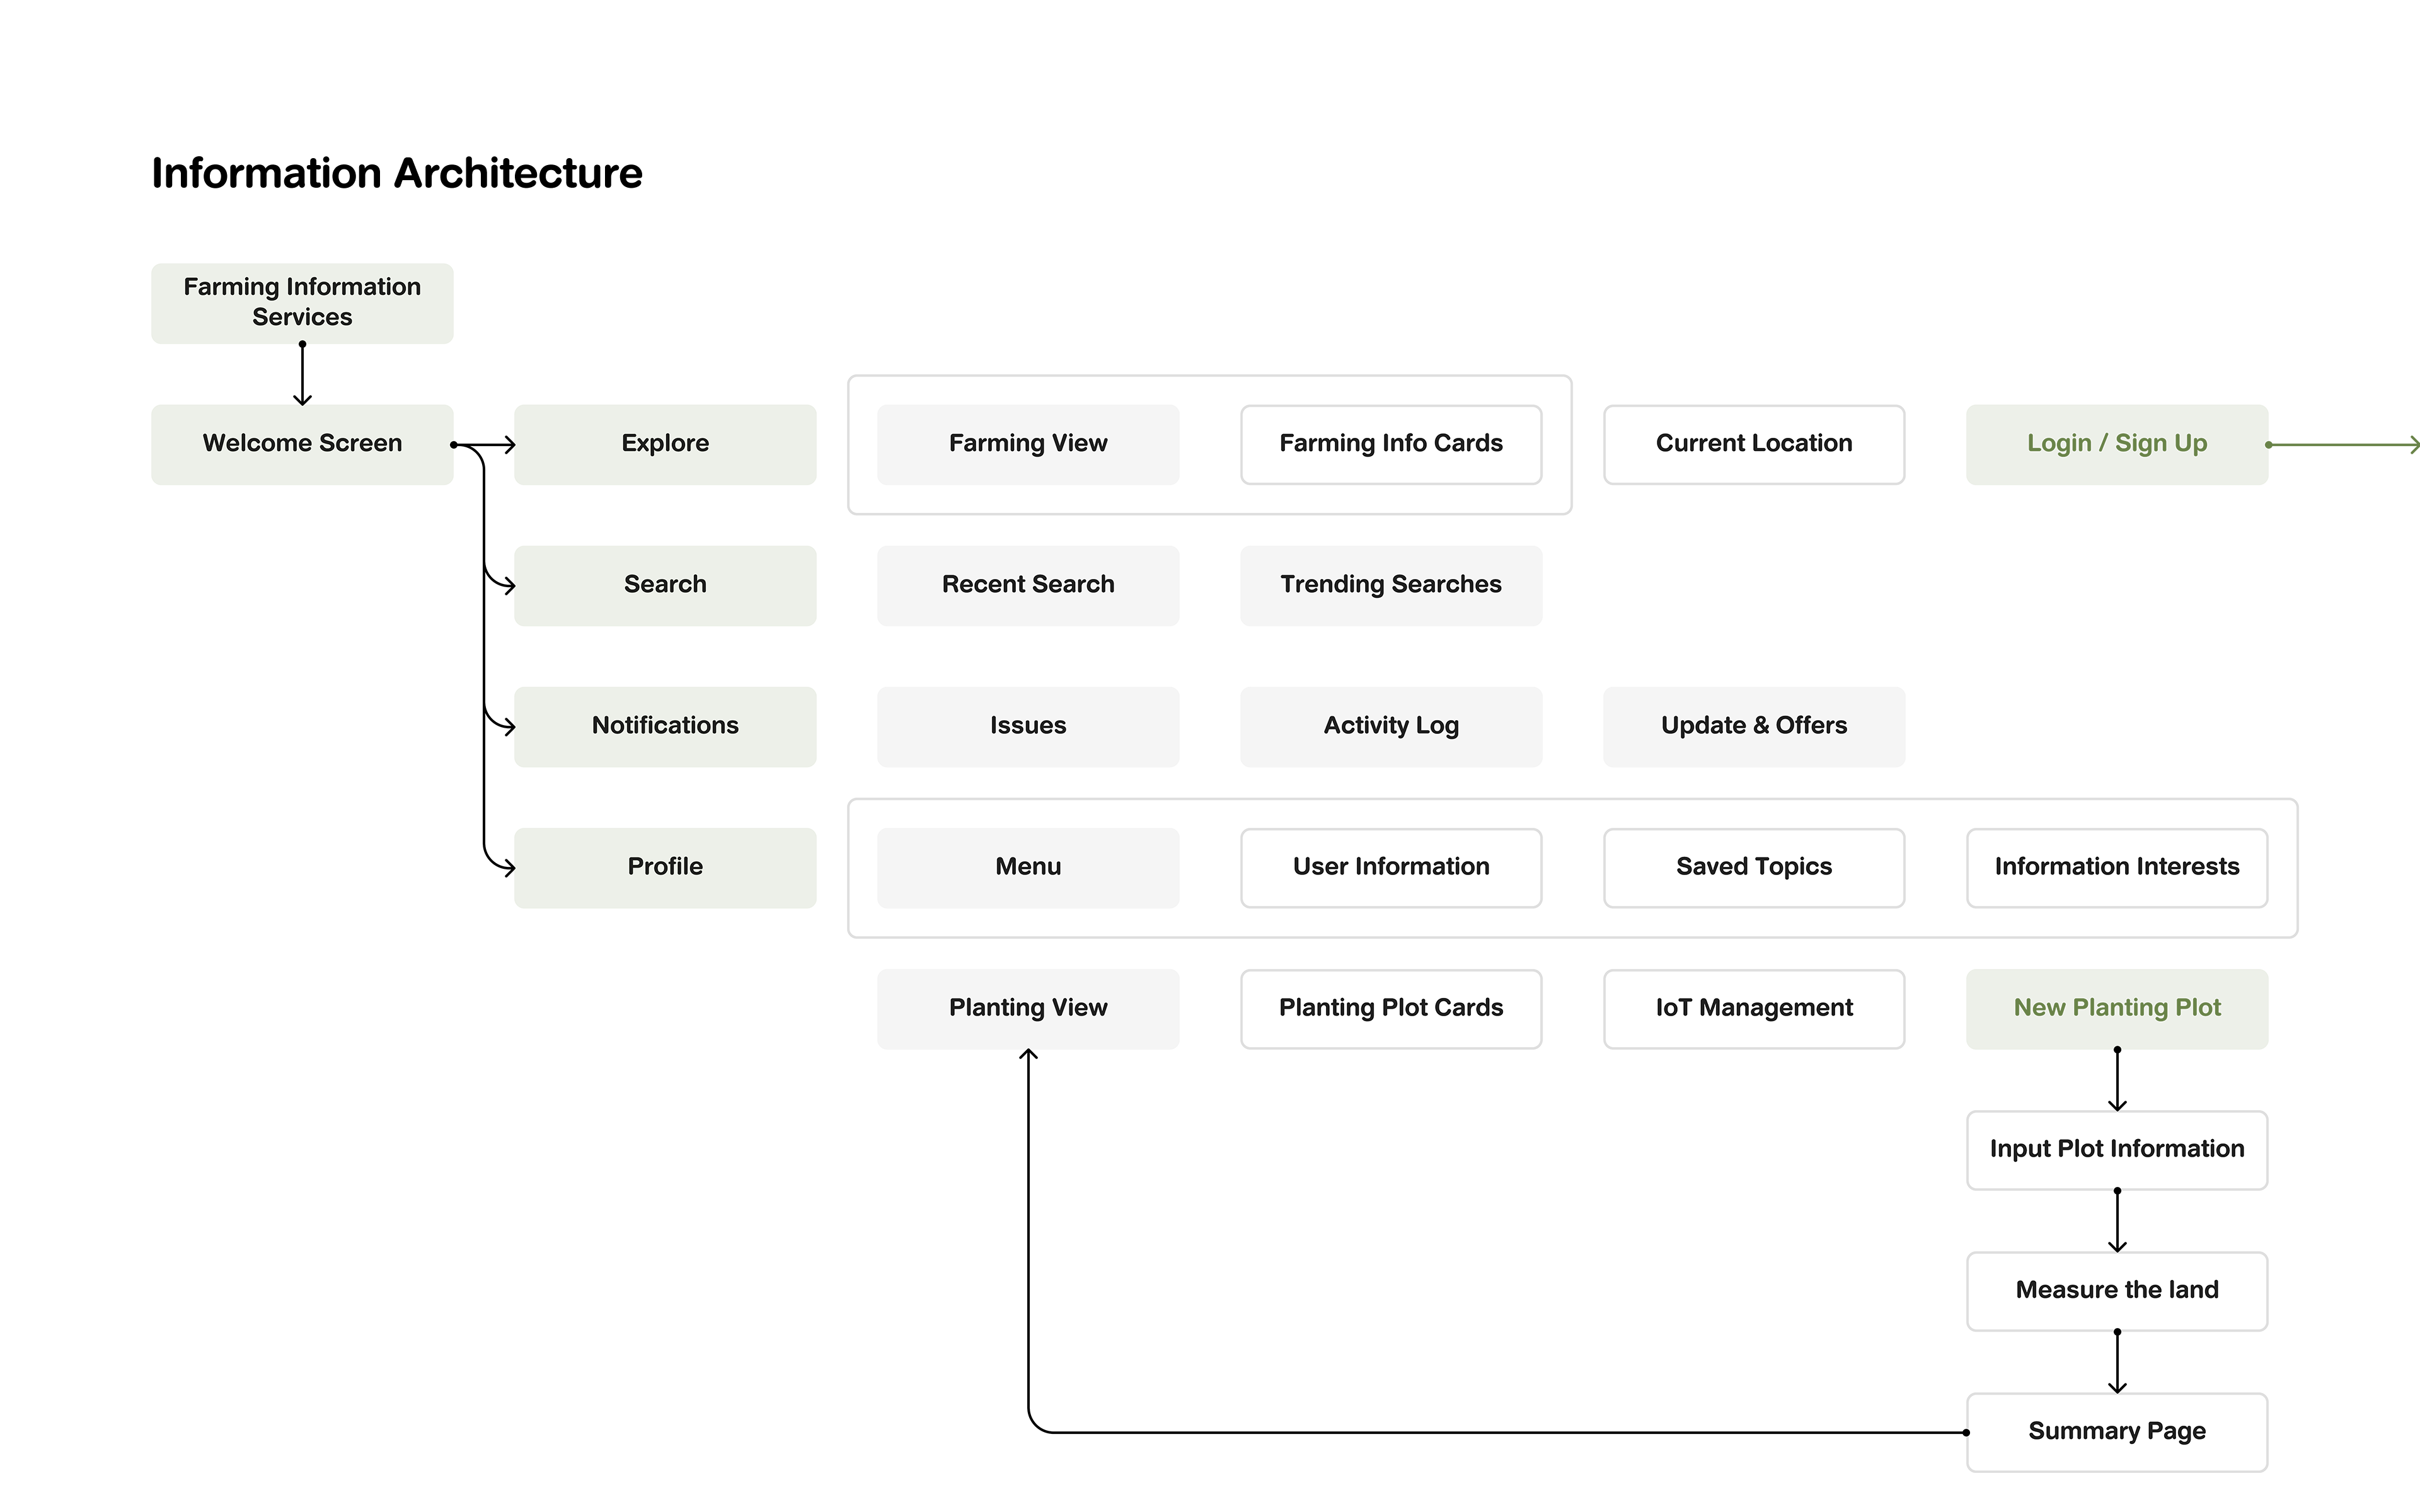 Information Architecture
Farming Information
Services
Welcome Screen
Explore
Farming View
Farming Info Cards
Current Location
Login / Sign Up
Search
Recent Search
Trending Searches
Notifications
Issues
Activity Log
Update & Offers
Profile
Menu
User Information
Saved Topics
Information Interests
Planting View
Planting Plot Cards
IoT Management
New Planting Plot
Input Plot Information
Measure the land
Summary Page